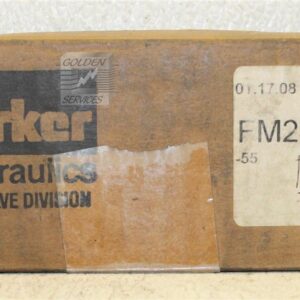 GOLDEN
SERVICES
rker
raulics
VE DIVISION
01.17.08
FM2
-55